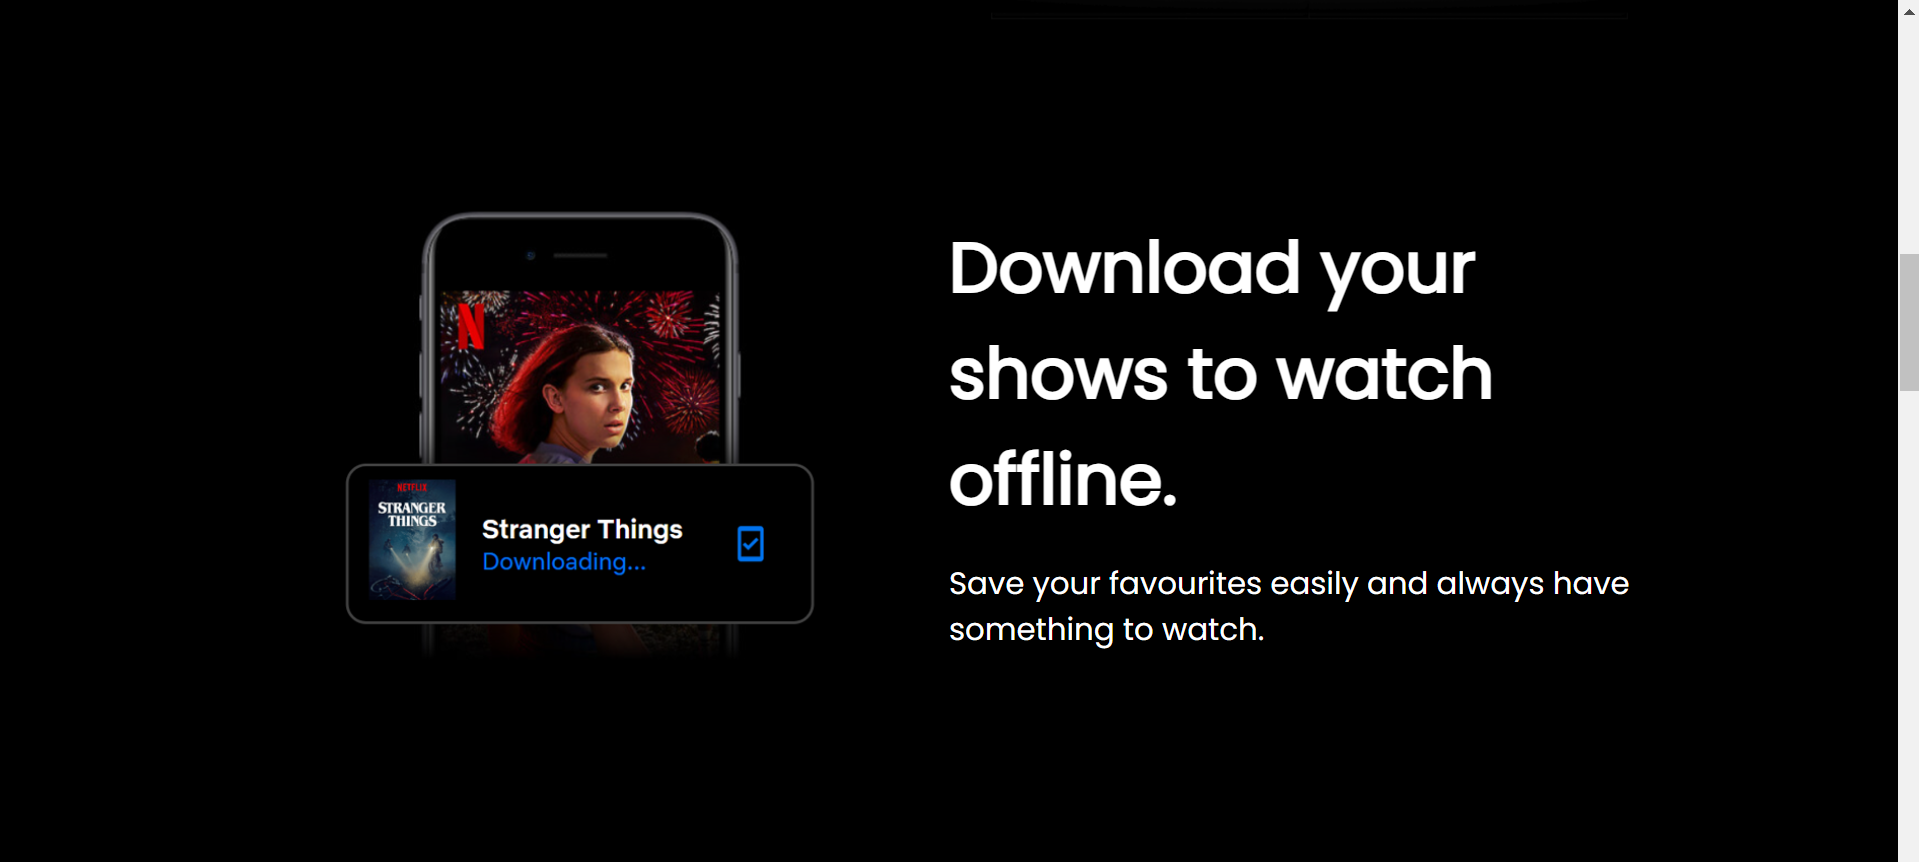 N
NETFLIX
STRANGER
THINGS
Stranger Things
Downloading...
Download your
shows to watch
offline.
Save your favourites easily and always have
something to watch.